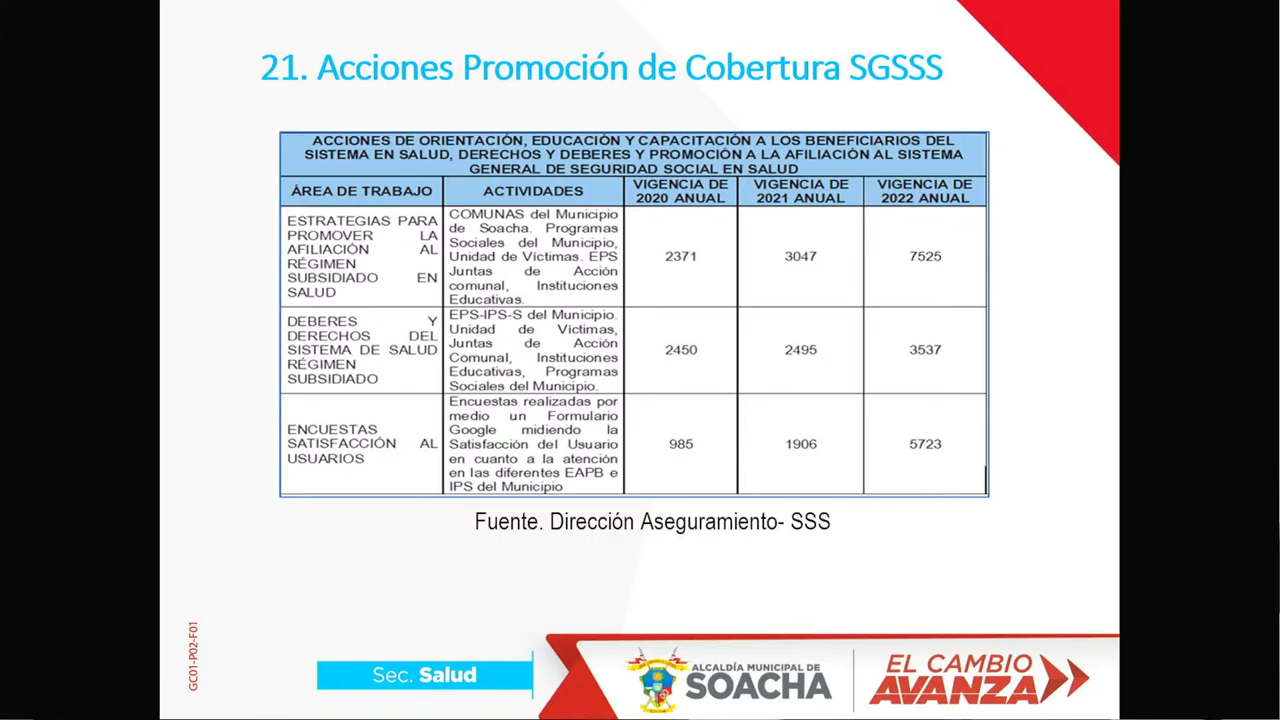 21. Acciones Promoción de Cobertura SGSSS
ACCIONES DE ORIENTACIÓN, EDUCACIÓN Y CAPACITACIÓN A LOS BENEFICIARIOS DEL
SISTEMA EN SALUD, DERECHOS Y DEBERES Y PROMOCIÓN A LA AFILIACIÓN AL SISTEMA
GENERAL DE SEGURIDAD SOCIAL EN SALUD
ÁREA DE TRABAJO
ACTIVIDADES
VIGENCIA DE
2020 ANUAL
VIGENCIA DE
2021 ANUAL
VIGENCIA DE
2022 ANUAL
ESTRATEGIAS PARA
PROMOVER LA
AFILIACIÓN AL
RÉGIMEN
SUBSIDIADO EN
SALUD
COMUNAS del Municipio
de Soacha. Programas
Sociales del Municipio,
Unidad de Víctimas. EPS
Juntas de Acción
comunal, Instituciones
Educativas.
2371
3047
7525
DEBERES Y
DERECHOS DEL
SISTEMA DE SALUD
RÉGIMEN
SUBSIDIADO
EPS-IPS-S del Municipio.
Unidad de Víctimas,
Juntas de Acción
Comunal, Instituciones
Educativas, Programas
Sociales del Municipio.
2450
2495
3537
ENCUESTAS
SATISFACCIÓN AL
USUARIOS
Encuestas realizadas por
medio un Formulario
Google midiendo la
Satisfacción del Usuario
en cuanto a la atención
en las diferentes EAPB e
IPS del Municipio
985
1906
5723
Fuente. Dirección Aseguramiento- SSS
GC01-P02-F01
Sec. Salud
ALCALDÍA MUNICIPAL DE
SOACHA
EL CAMBIO
AVANZA